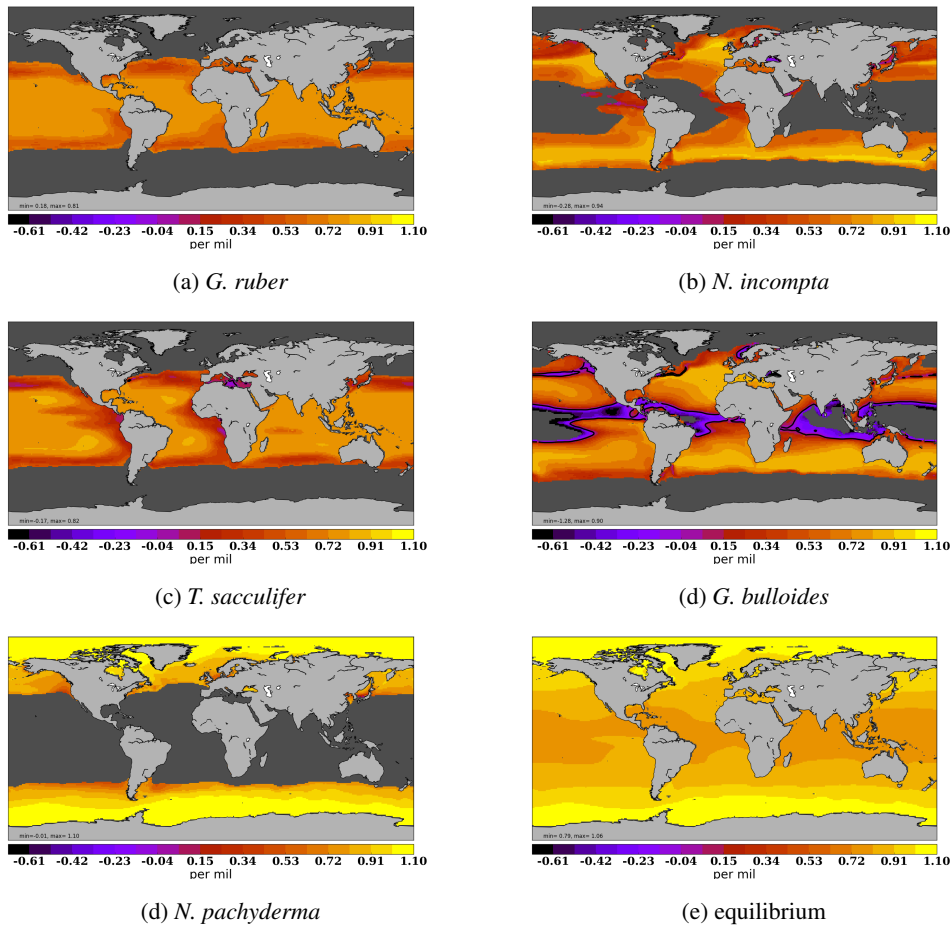 min= 0.18, max= 0.81
-0.61 -0.42 -0.23 -0.04 0.15 0.34 0.53 0.72 0.91 1.10
per mil
(a) G. ruber
min=-0.28, max= 0.94
-0.61 -0.42 -0.23 -0.04 0.15 0.34 0.53 0.72 0.91 1.10
per mil
(b) N. incompta
min=-0.17, max= 0.82
-0.61 -0.42 -0.23 -0.04 0.15 0.34 0.53 0.72 0.91 1.10
per mil
(c) T. sacculifer
min=-1.28, max= 0.90
-0.61 -0.42 -0.23 -0.04 0.15 0.34 0.53 0.72 0.91 1.10
per mil
(d) G. bulloides
min=-0.01, max= 1.10
-0.61 -0.42 -0.23 -0.04 0.15 0.34 0.53 0.72 0.91 1.10
per mil
(d) N. pachyderma
min= 0.79, max= 1.06
-0.61 -0.42 -0.23 -0.04 0.15 0.34 0.53 0.72 0.91 1.10
per mil
(e) equilibrium